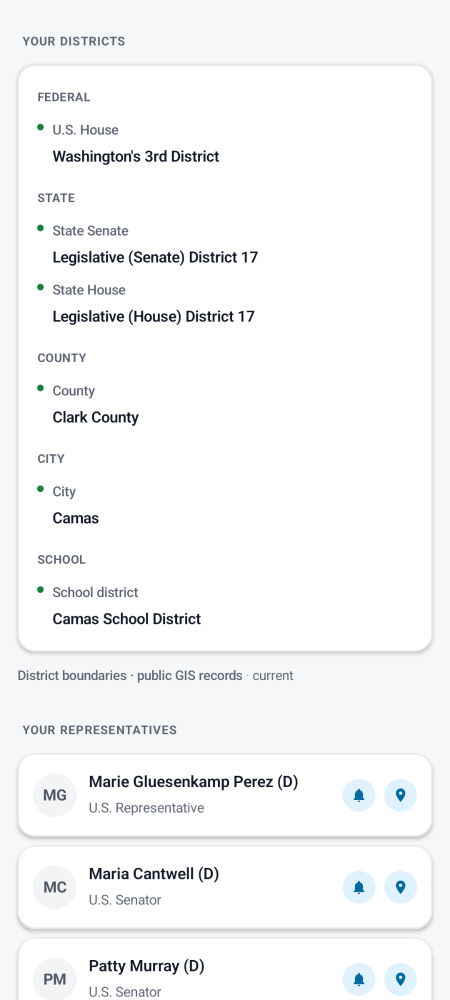 YOUR DISTRICTS
FEDERAL
U.S. House
Washington's 3rd District
STATE
State Senate
Legislative (Senate) District 17
State House
Legislative (House) District 17
COUNTY
County
Clark County
CITY
City
Camas
SCHOOL
School district
Camas School District
District boundaries · public GIS records · current
YOUR REPRESENTATIVES
MG
Marie Gluesenkamp Perez (D)
U.S. Representative
MC
Maria Cantwell (D)
U.S. Senator
PM
Patty Murray (D)
U.S. Senator